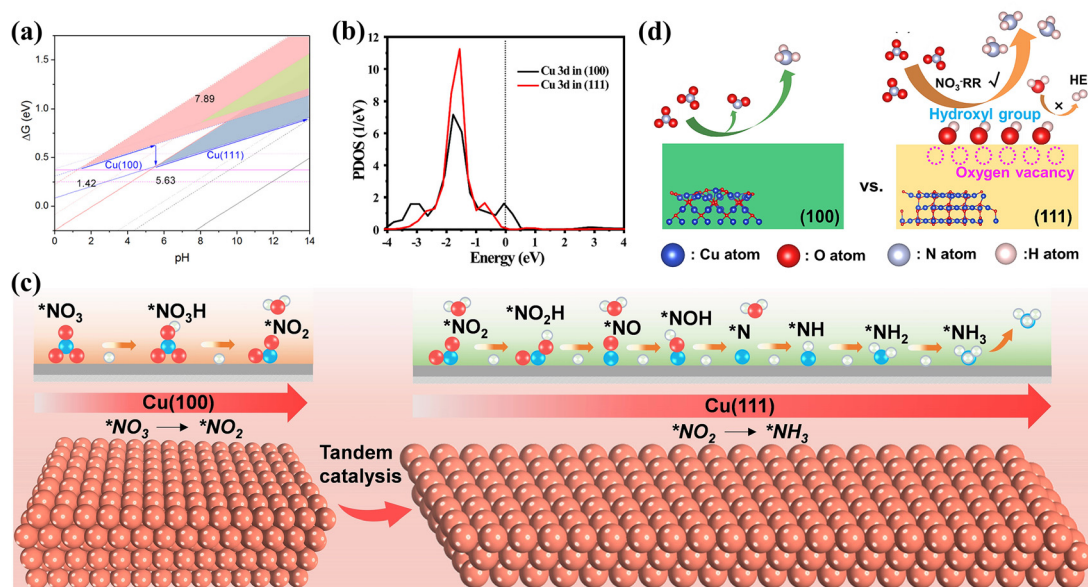 (a)
ΔG (eV)
1.5
1.0
0.5
0.0
7.89
Cu(100)
Cu(111)
1.42
5.63
0 2 4 6 8 10 12 14
pH
(b)
PDOS (1/eV)
12
10
8
6
4
2
0
Cu 3d in (100)
Cu 3d in (111)
-4 -3 -2 -1 0 1 2 3 4
Energy (eV)
(d)
NO₃⁻RR √
HE
×
Hydroxyl group
Oxygen vacancy
(100)
vs.
(111)
: Cu atom : O atom : N atom :H atom
(c)
*NO₃
*NO₃H
*NO₂
Cu(100)
*NO₃ → *NO₂
*NO₂
*NO₂H
*NO
*NOH
*N
*NH
*NH₂
*NH₃
Cu(111)
*NO₂ → *NH₃
Tandem
catalysis